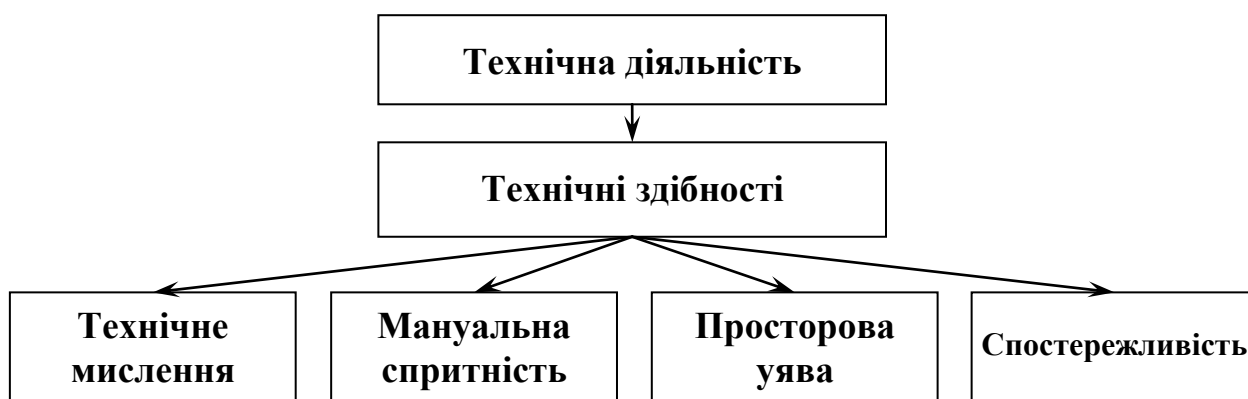 Технічна діяльність
Технічні здібності
Технічне
мислення
Мануальна
спритність
Просторова
уява
Спостережливість